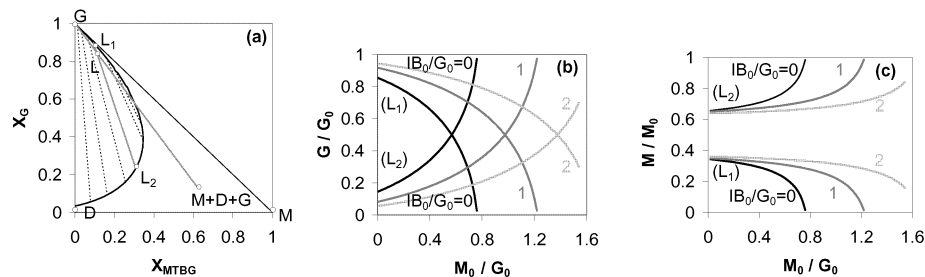 G
(a)
L1
L
L2
D
M+D+G
M
1
0.8
0.6
0.4
0.2
0
0 0.2 0.4 0.6 0.8 1
XG
XMTBG
(b)
IB0/G0=0
1
2
(L1)
(L2)
2
IB0/G0=0
1
1
0.8
0.6
0.4
0.2
0
0 0.4 0.8 1.2 1.6
G / G0
M0 / G0
(c)
IB0/G0=0
1
(L2)
2
(L1)
2
IB0/G0=0
1
1
0.8
0.6
0.4
0.2
0
0 0.4 0.8 1.2 1.6
M / M0
M0 / G0